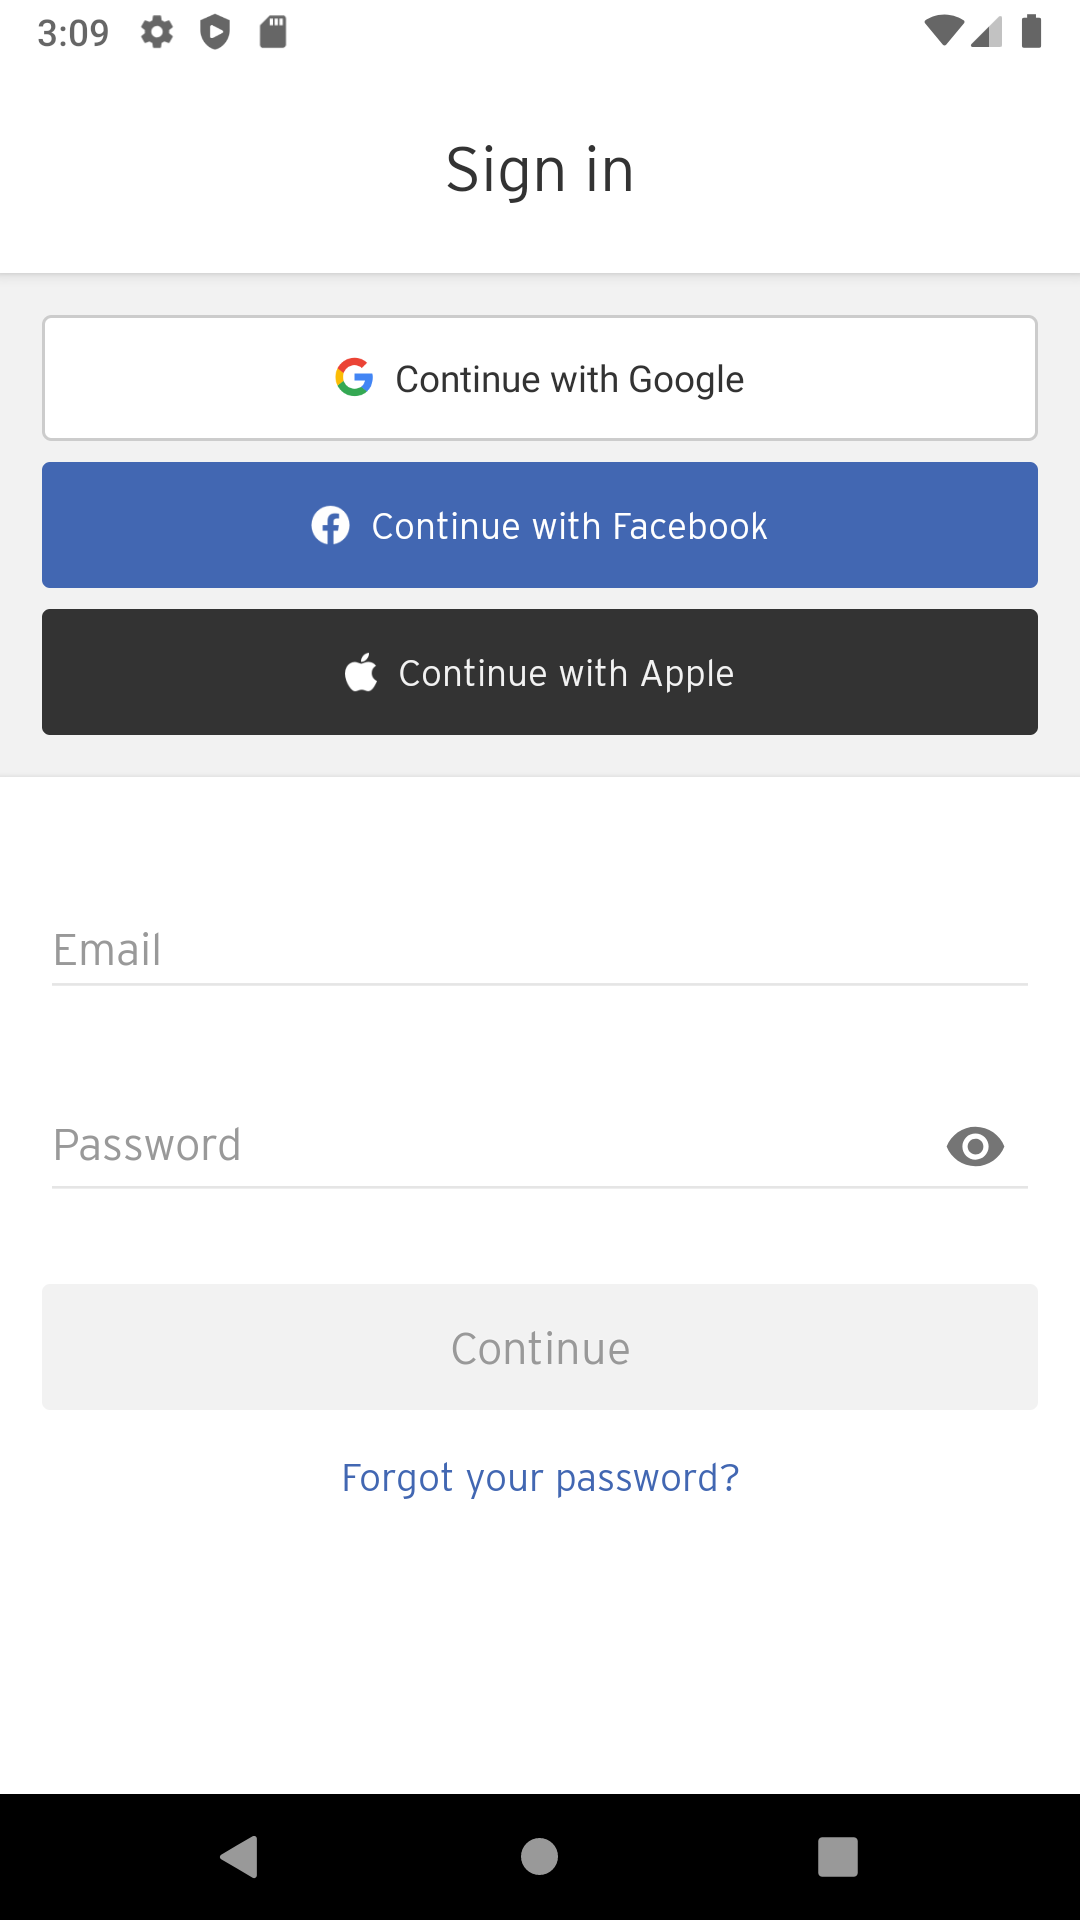 3:09
Sign in
Continue with Google
Continue with Facebook
Continue with Apple
Email
Password
Continue
Forgot your password?